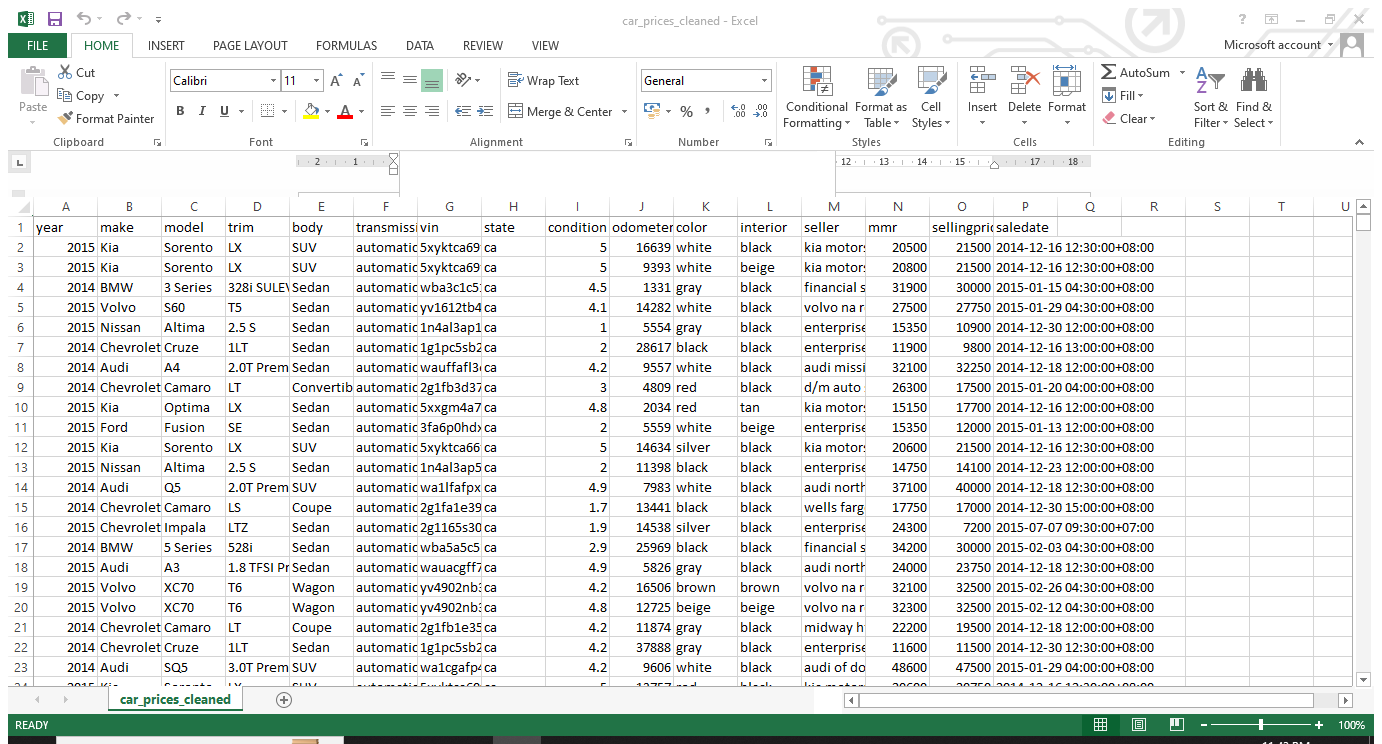 car_prices_cleaned - Excel
FILE HOME INSERT PAGE LAYOUT FORMULAS DATA REVIEW VIEW Microsoft account
Cut
Copy
Format Painter
Paste
Clipboard
Calibri 11
B I U
Font
Wrap Text
Merge & Center
Alignment
General
Number
Conditional Formatting
Format as Table
Cell Styles
Styles
Insert Delete Format
Cells
AutoSum
Fill
Clear
Sort & Filter
Find & Select
Editing
2 1 12 13 14 15 17 18
A B C D E F G H I J K L M N O P Q R S T U
1 year make model trim body transmissi vin state condition odometer color interior seller mmr sellingpric saledate
2 2015 Kia Sorento LX SUV automatic 5xyktca69 ca 5 16639 white black kia motors 20500 21500 2014-12-16 12:30:00+08:00
3 2015 Kia Sorento LX SUV automatic 5xyktca69 ca 5 9393 white beige kia motors 20800 21500 2014-12-16 12:30:00+08:00
4 2014 BMW 3 Series 328i SULEV Sedan automatic wba3c1c51 ca 4.5 1331 gray black financial s 31900 30000 2015-01-15 04:30:00+08:00
5 2015 Volvo S60 T5 Sedan automatic yv1612tb4 ca 4.1 14282 white black volvo na r 27500 27750 2015-01-29 04:30:00+08:00
6 2015 Nissan Altima 2.5 S Sedan automatic 1n4al3ap1 ca 1 5554 gray black enterprise 15350 10900 2014-12-30 12:00:00+08:00
7 2014 Chevrolet Cruze 1LT Sedan automatic 1g1pc5sb2 ca 2 28617 black black enterprise 11900 9800 2014-12-16 13:00:00+08:00
8 2014 Audi A4 2.0T Prem Sedan automatic wauffafl3 ca 4.2 9557 white black audi missi 32100 32250 2014-12-18 12:00:00+08:00
9 2014 Chevrolet Camaro LT Convertib automatic 2g1fb3d37 ca 3 4809 red black d/m auto 26300 17500 2015-01-20 04:00:00+08:00
10 2015 Kia Optima LX Sedan automatic 5xxgm4a7 ca 4.8 2034 red tan kia motors 15150 17700 2014-12-16 12:00:00+08:00
11 2015 Ford Fusion SE Sedan automatic 3fa6p0hdx ca 2 5559 white beige enterprise 15350 12000 2015-01-13 12:00:00+08:00
12 2015 Kia Sorento LX SUV automatic 5xyktca66 ca 5 14634 silver black kia motors 20600 21500 2014-12-16 12:30:00+08:00
13 2015 Nissan Altima 2.5 S Sedan automatic 1n4al3ap5 ca 2 11398 black black enterprise 14750 14100 2014-12-23 12:00:00+08:00
14 2014 Audi Q5 2.0T Prem SUV automatic wa1lfafpx ca 4.9 7983 white black audi north 37100 40000 2014-12-18 12:30:00+08:00
15 2014 Chevrolet Camaro LS Coupe automatic 2g1fa1e39 ca 1.7 13441 black black wells farg 17750 17000 2014-12-30 15:00:00+08:00
16 2015 Chevrolet Impala LTZ Sedan automatic 2g1165s30 ca 1.9 14538 silver black enterprise 24300 7200 2015-07-07 09:30:00+07:00
17 2014 BMW 5 Series 528i Sedan automatic wba5a5c5 ca 2.9 25969 black black financial s 34200 30000 2015-02-03 04:30:00+08:00
18 2015 Audi A3 1.8 TFSI Pr Sedan automatic wauacgff7 ca 4.9 5826 gray black audi north 24000 23750 2014-12-18 12:30:00+08:00
19 2015 Volvo XC70 T6 Wagon automatic yv4902nb3 ca 4.2 16506 brown brown volvo na r 32100 32500 2015-02-26 04:30:00+08:00
20 2015 Volvo XC70 T6 Wagon automatic yv4902nb3 ca 4.8 12725 beige beige volvo na r 32300 32500 2015-02-12 04:30:00+08:00
21 2014 Chevrolet Camaro LT Coupe automatic 2g1fb1e35 ca 4.2 11874 gray black midway h 22200 19500 2014-12-18 12:00:00+08:00
22 2014 Chevrolet Cruze 1LT Sedan automatic 1g1pc5sb2 ca 4.2 37888 gray black enterprise 11600 11500 2014-12-30 12:30:00+08:00
23 2014 Audi SQ5 3.0T Prem SUV automatic wa1cgafp4 ca 4.2 9606 white black audi of do 48600 47500 2015-01-29 04:00:00+08:00
car_prices_cleaned
READY 100%